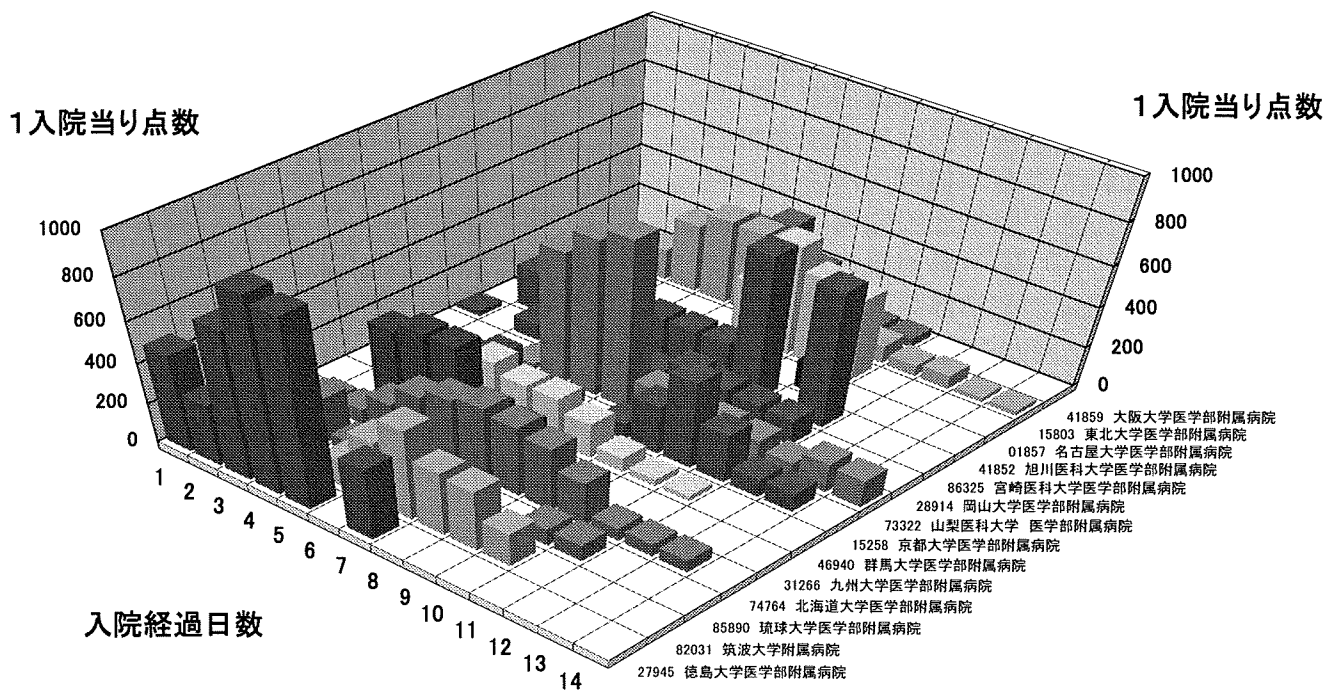 1入院当り点数
1入院当り点数
1000
800
600
400
200
0
1000
800
600
400
200
0
1
2
3
4
5
6
7
8
9
10
11
12
13
14
入院経過日数
41859 大阪大学医学部附属病院
15803 東北大学医学部附属病院
01857 名古屋大学医学部附属病院
41852 旭川医科大学医学部附属病院
86325 宮崎医科大学医学部附属病院
28914 岡山大学医学部附属病院
73322 山梨医科大学 医学部附属病院
15258 京都大学医学部附属病院
46940 群馬大学医学部附属病院
31266 九州大学医学部附属病院
74764 北海道大学医学部附属病院
85890 琉球大学医学部附属病院
82031 筑波大学附属病院
27945 徳島大学医学部附属病院